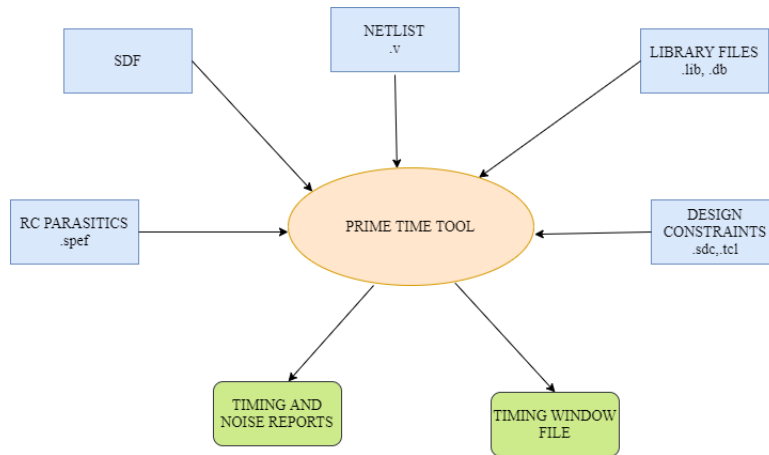 NETLIST
.v
SDF
LIBRARY FILES
.lib, .db
RC PARASITICS
.spef
PRIME TIME TOOL
DESIGN
CONSTRAINTS
.sdc,.tcl
TIMING AND
NOISE REPORTS
TIMING WINDOW
FILE